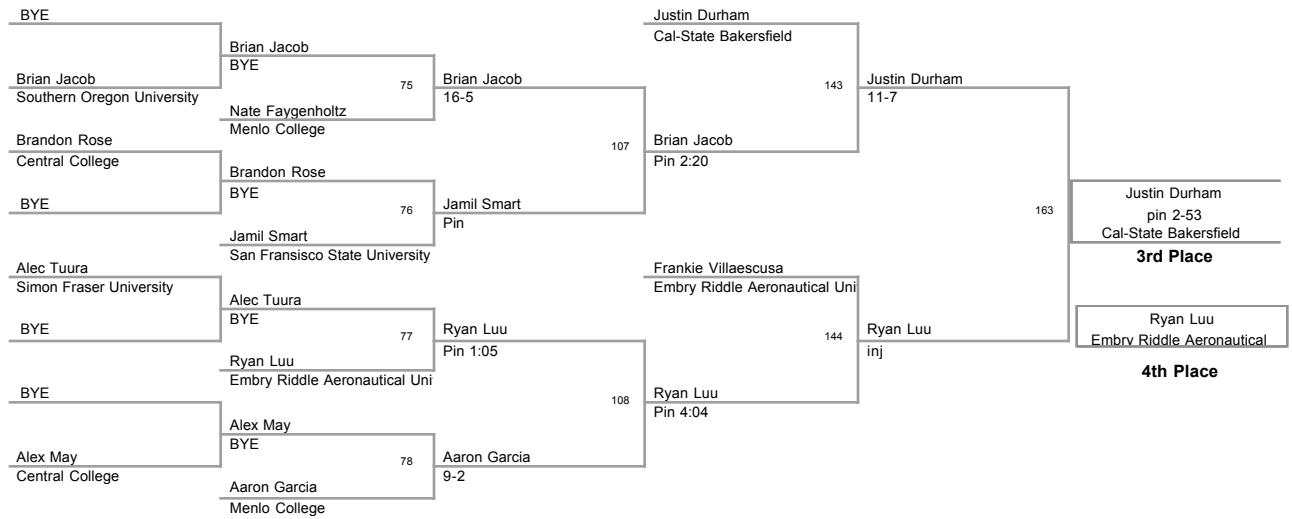 BYE
Brian Jacob
Southern Oregon University
Brandon Rose
Central College
BYE
Alec Tuura
Simon Fraser University
BYE
BYE
Alex May
Central College
Brian Jacob
BYE
75
Nate Faygenholtz
Menlo College
Brandon Rose
BYE
76
Jamil Smart
San Fransisco State University
Alec Tuura
BYE
77
Ryan Luu
Embry Riddle Aeronautical Uni
Alex May
BYE
78
Aaron Garcia
Menlo College
Brian Jacob
16-5
107
Jamil Smart
Pin
Ryan Luu
Pin 1:05
108
Aaron Garcia
9-2
Justin Durham
Cal-State Bakersfield
143
Brian Jacob
Pin 2:20
Frankie Villaescusa
Embry Riddle Aeronautical Uni
144
Ryan Luu
Pin 4:04
Justin Durham
11-7
163
Ryan Luu
inj
Justin Durham
pin 2-53
Cal-State Bakersfield
3rd Place
Ryan Luu
Embry Riddle Aeronautical
4th Place